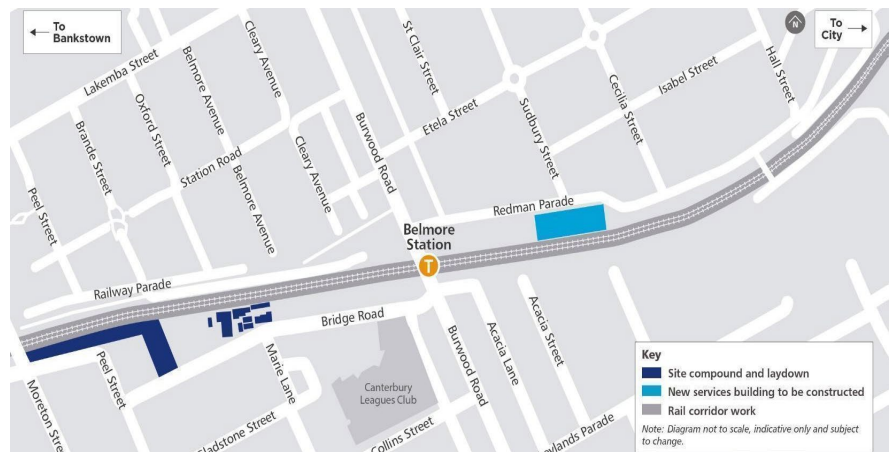 To
Bankstown
To
City
N
Lakemba Street
Cleary Avenue
Belmore Avenue
Oxford Street
Brande Street
Peel Street
Station Road
Belmore Avenue
Cleary Avenue
Burwood Road
St Clair Street
Etela Street
Sudbury Street
Cecilia Street
Isabel Street
Hall Street
Redman Parade
Belmore
Station
T
Railway Parade
Bridge Road
Peel Street
Moreton Stre
Marie Lane
Gladstone Street
Canterbury
Leagues Club
Collins Street
Burwood Road
Acacia Lane
Acacia Street
eylands Parade
Key
Site compound and laydown
New services building to be constructed
Rail corridor work
Note: Diagram not to scale, indicative only and subject
to change.